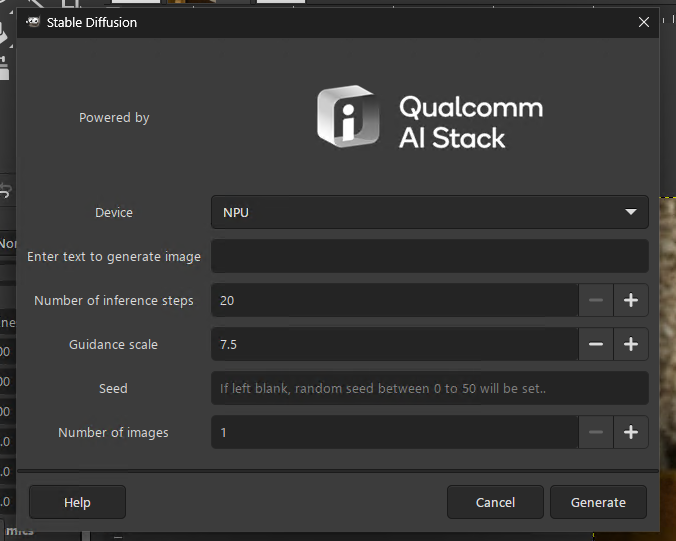 Stable Diffusion
Powered by
Qualcomm
AI Stack
Device
NPU
Enter text to generate image
Number of inference steps
20
Guidance scale
7.5
Seed
If left blank, random seed between 0 to 50 will be set..
Number of images
1
Help
Cancel
Generate